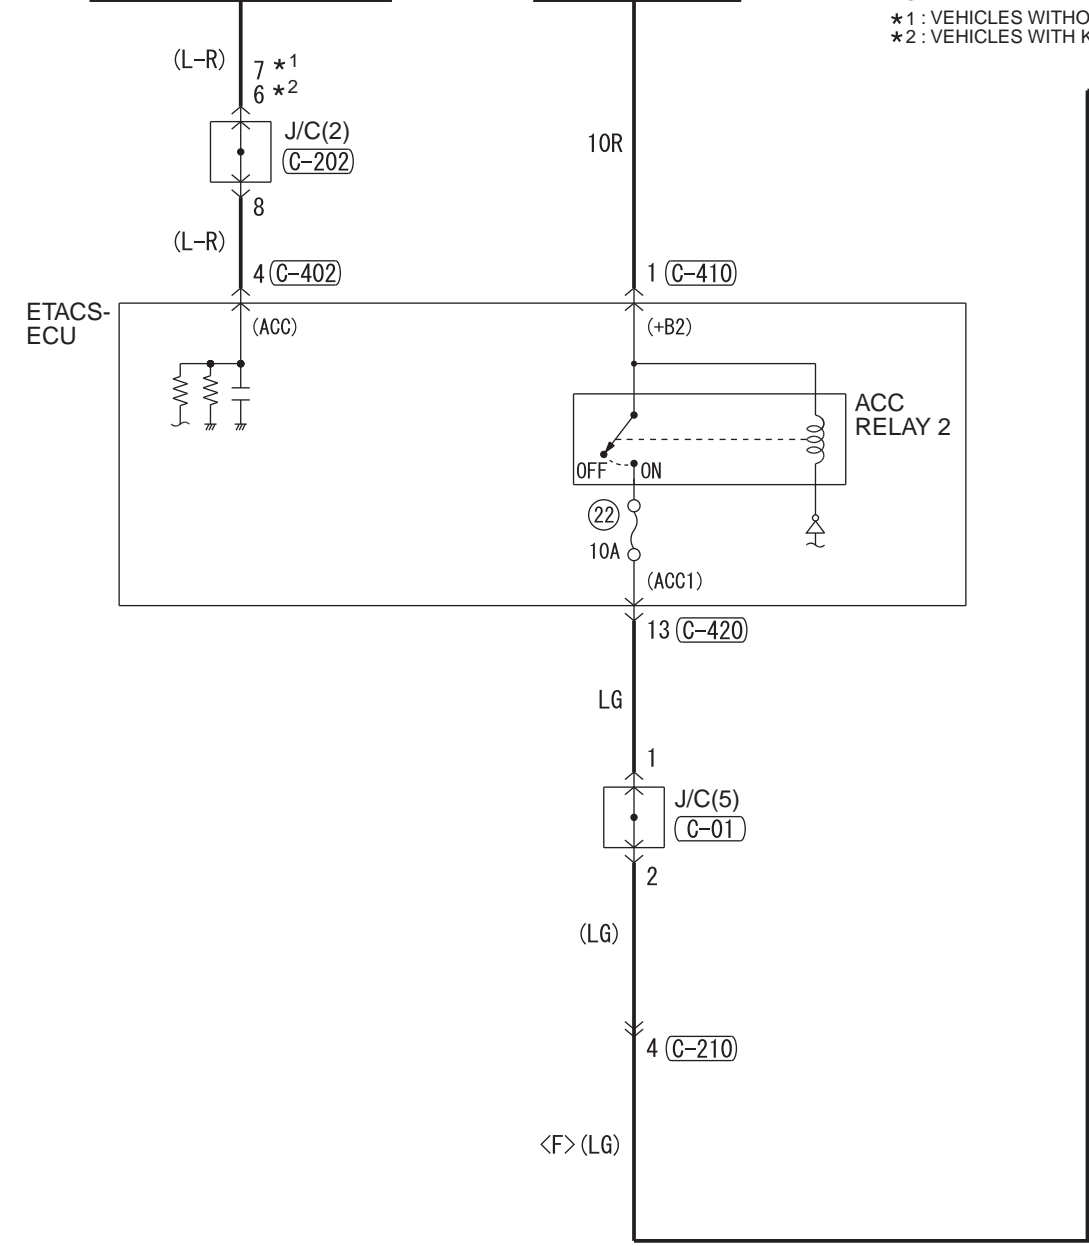 *1 : VEHICLES WITHO
*2 : VEHICLES WITH K
(L-R)
7 *1
6 *2
J/C(2)
C-202
8
(L-R)
4 C-402
10R
1 C-410
ETACS-
ECU
(ACC)
(+B2)
ACC
RELAY 2
OFF
ON
22
10A
(ACC1)
13 C-420
LG
1
J/C(5)
C-01
2
(LG)
4 C-210
<F>(LG)